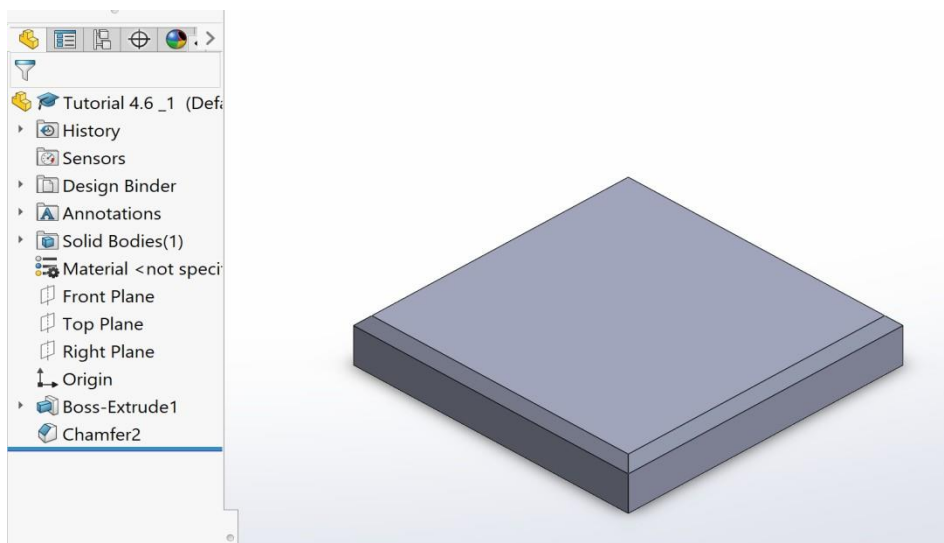 Tutorial 4.6 _1 (Defa
History
Sensors
Design Binder
Annotations
Solid Bodies(1)
Material <not speci
Front Plane
Top Plane
Right Plane
Origin
Boss-Extrude1
Chamfer2